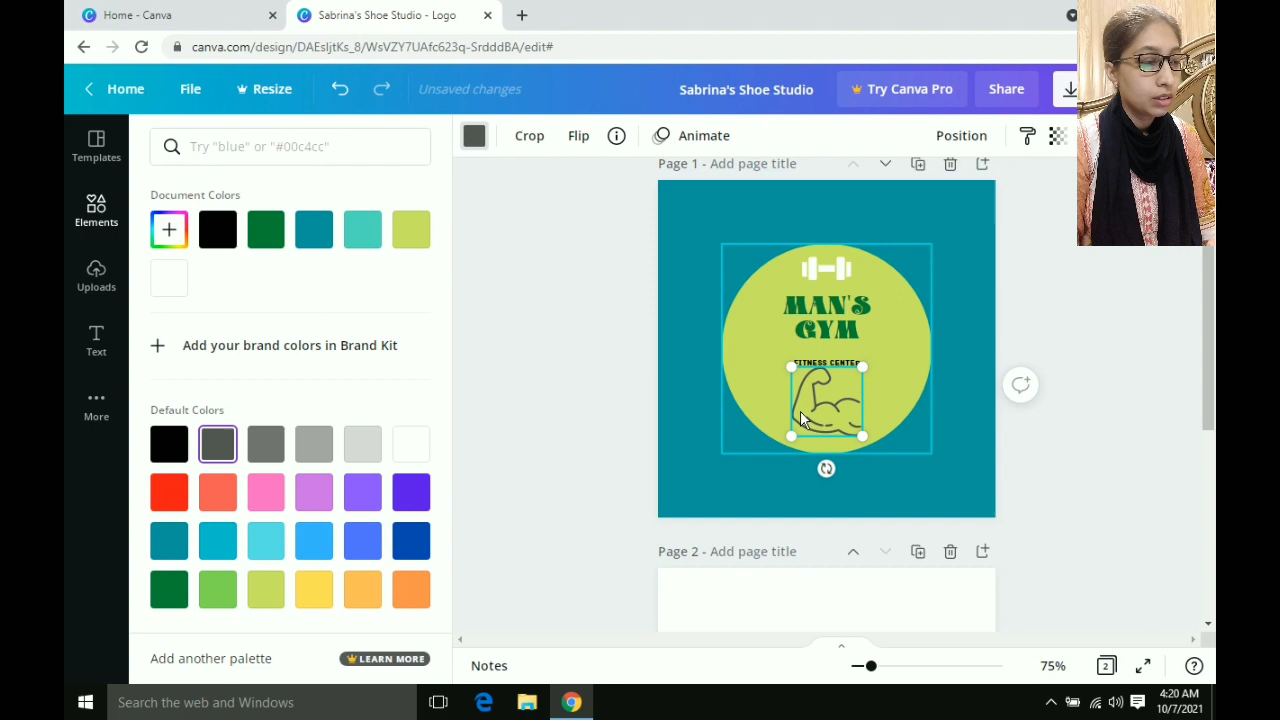 Home - Canva
Sabrina's Shoe Studio - Logo
canva.com/design/DAEsIjtKs_8/WsVZY7UAfc623q-SrdddBA/edit#
Home File Resize Unsaved changes Sabrina's Shoe Studio Try Canva Pro Share
Crop Flip Animate Position
Templates
Elements
Uploads
Text
More
Try "blue" or "#00c4cc"
Document Colors
Add your brand colors in Brand Kit
Default Colors
Add another palette LEARN MORE
Page 1 - Add page title
MAN'S
GYM
FITNESS CENTER
Page 2 - Add page title
Notes 75% 2
Search the web and Windows
4:20 AM
10/7/2021